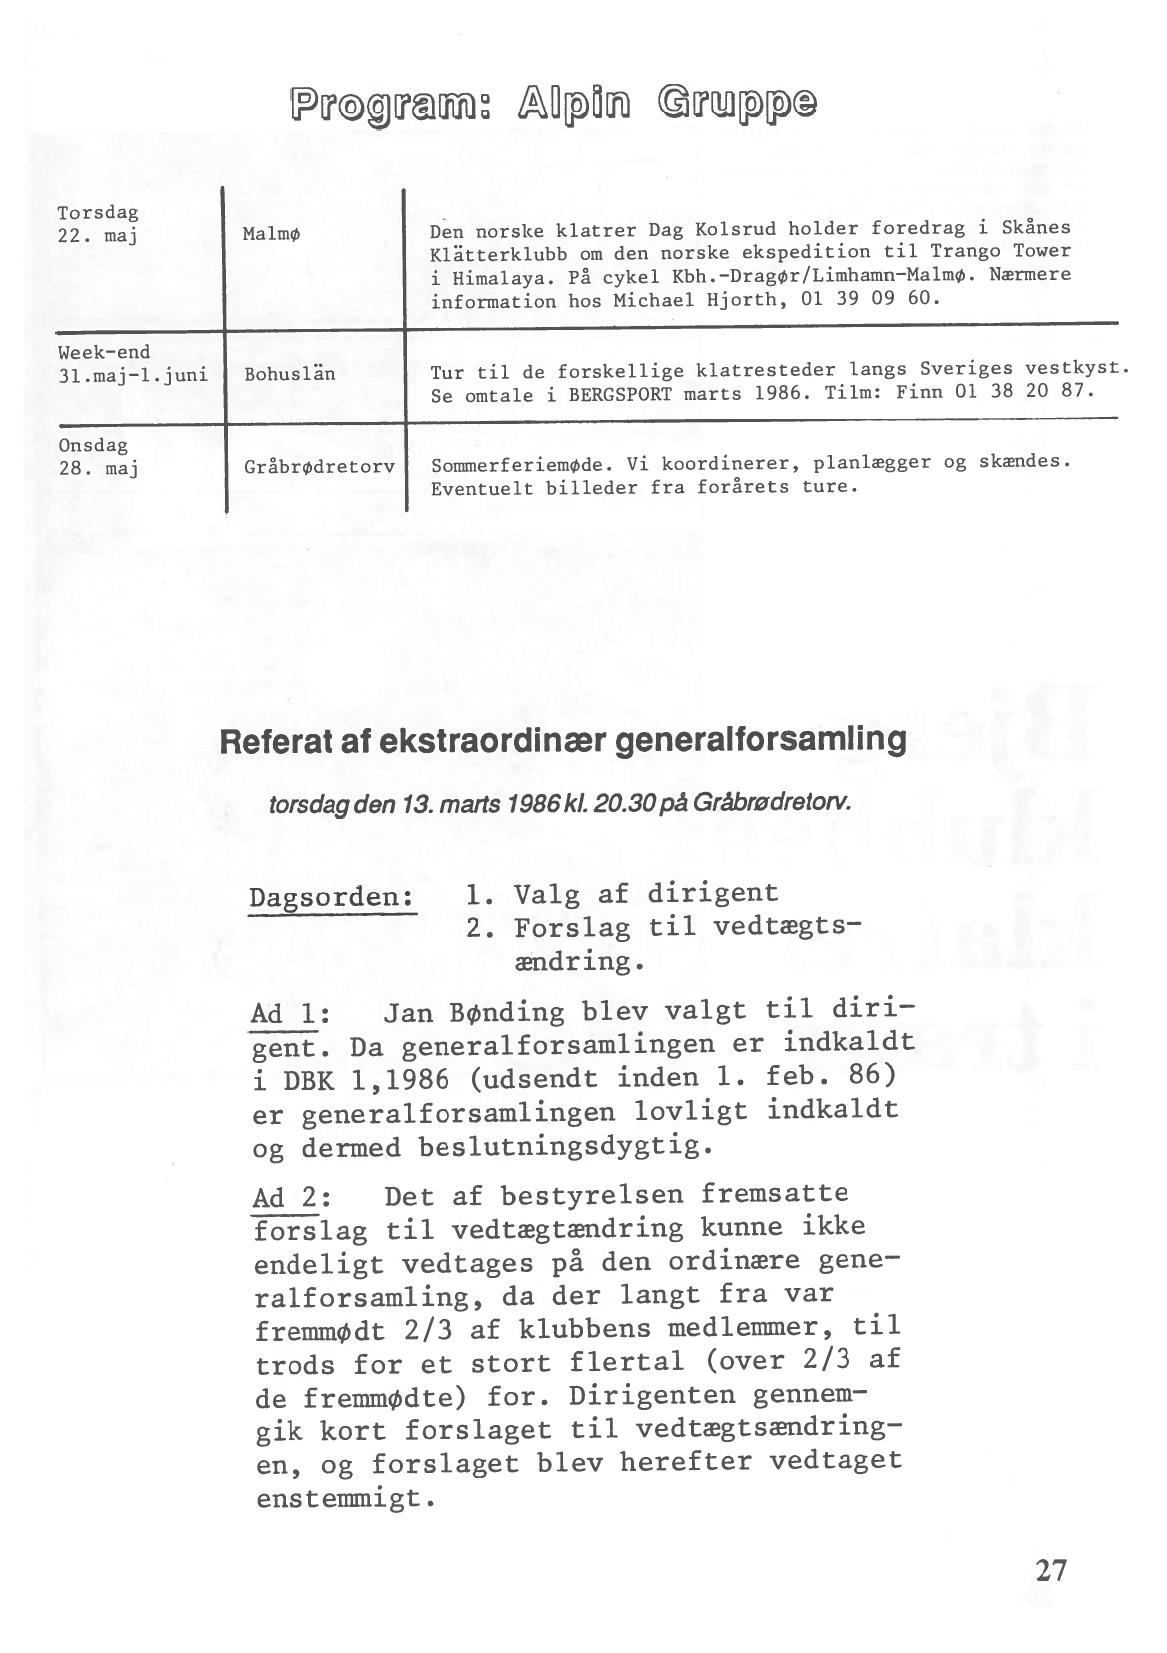 Program: Alpin Gruppe
Torsdag
22. maj
Malmø
Den norske klatrer Dag Kolsrud holder foredrag i Skånes
Klätterklubb om den norske ekspedition til Trango Tower
i Himalaya. På cykel Kbh.-Dragør/Limhamn-Malmø. Nærmere
information hos Michael Hjorth, 01 39 09 60.
Week-end
31.maj-1.juni
Bohuslän
Tur til de forskellige klatresteder langs Sveriges vestkyst.
Se omtale i BERGSPORT marts 1986. Tilm: Finn 01 38 20 87.
Onsdag
28. maj
Gråbrødretorv
Sommerferiemøde. Vi koordinerer, planlægger og skændes.
Eventuelt billeder fra forårets ture.
Referat af ekstraordinær generalforsamling
torsdag den 13. marts 1986 kl. 20.30 på Gråbrødretorv.
Dagsorden: 1. Valg af dirigent
2. Forslag til vedtægts-
ændring.
Ad 1: Jan Bønding blev valgt til diri-
gent. Da generalforsamlingen er indkaldt
i DBK 1,1986 (udsendt inden 1. feb. 86)
er generalforsamlingen lovligt indkaldt
og dermed beslutningsdygtig.
Ad 2: Det af bestyrelsen fremsatte
forslag til vedtægtændring kunne ikke
endeligt vedtages på den ordinære gene-
ralforsamling, da der langt fra var
fremmødt 2/3 af klubbens medlemmer, til
trods for et stort flertal (over 2/3 af
de fremmødte) for. Dirigenten gennem-
gik kort forslaget til vedtægtsændring-
en, og forslaget blev herefter vedtaget
enstemmigt.
27